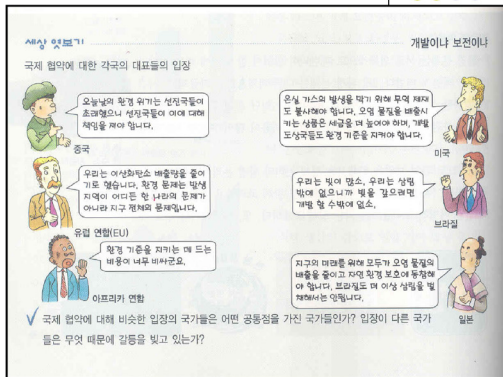 세상 엿보기
개발이냐 보전이냐
국제 협약에 대한 각국의 대표들의 입장
오늘날의 환경 위기는 선진국들이
초래했으니 선진국들이 이에 대해
책임을 져야 합니다.
중국
온실 가스의 발생을 막기 위해 무역 제재
도 불사해야 합니다. 오염 물질을 배출시
키는 상품은 세금을 더 높여야 하며, 개발
도상국들도 환경 기준을 지켜야 합니다.
미국
우리는 이산화탄소 배출량을 줄이
기로 했습니다. 환경 문제는 발생
지역이 어디든 한 나라의 문제가
아니라 지구 전체의 문제입니다.
유럽 연합(EU)
우리는 빚이 많소. 우리는 삼림
밖에 없으니까 빚을 갚으려면
개발 할 수밖에 없소.
브라질
환경 기준을 지키는 데 드는
비용이 너무 비싸군요.
아프리카 연합
지구의 미래를 위해 모두가 오염 물질의
배출을 줄이고 자연 환경 보호에 동참해
야 합니다. 브라질도 더 이상 삼림을 벌
채해서는 안됩니다.
일본
국제 협약에 대해 비슷한 입장의 국가들은 어떤 공통점을 가진 국가들인가? 입장이 다른 국가
들은 무엇 때문에 갈등을 빚고 있는가?